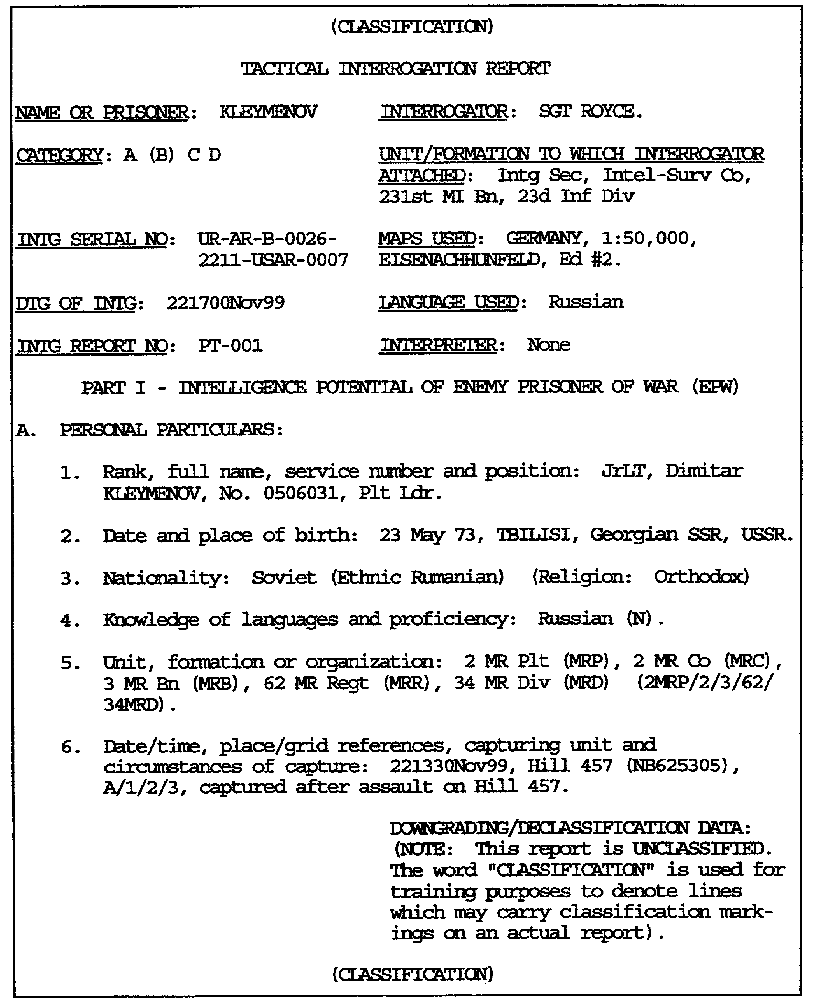 (CLASSIFICATION)
TACTICAL INTERROGATION REPORT
NAME OR PRISONER: KLEYMENOV INTERROGATOR: SGT ROYCE.
CATEGORY: A (B) C D UNIT/FORMATION TO WHICH INTERROGATOR
ATTACHED: Intg Sec, Intel-Surv Co,
231st MI Bn, 23d Inf Div
INTG SERIAL NO: UR-AR-B-0026- MAPS USED: GERMANY, 1:50,000,
2211-USAR-0007 EISENACHHUNFELD, Ed #2.
DTG OF INTG: 221700Nov99 LANGUAGE USED: Russian
INTG REPORT NO: PT-001 INTERPRETER: None
PART I - INTELLIGENCE POTENTIAL OF ENEMY PRISONER OF WAR (EPW)
A. PERSONAL PARTICULARS:
1. Rank, full name, service number and position: JrLT, Dimitar
KLEYMENOV, No. 0506031, Plt Ldr.
2. Date and place of birth: 23 May 73, TBILISI, Georgian SSR, USSR.
3. Nationality: Soviet (Ethnic Rumanian) (Religion: Orthodox)
4. Knowledge of languages and proficiency: Russian (N).
5. Unit, formation or organization: 2 MR Plt (MRP), 2 MR Co (MRC),
3 MR Bn (MRB), 62 MR Regt (MRR), 34 MR Div (MRD) (2MRP/2/3/62/
34MRD).
6. Date/time, place/grid references, capturing unit and
circumstances of capture: 221330Nov99, Hill 457 (NB625305),
A/1/2/3, captured after assault on Hill 457.
DOWNGRADING/DECLASSIFICATION DATA:
(NOTE: This report is UNCLASSIFIED.
The word "CLASSIFICATION" is used for
training purposes to denote lines
which may carry classification mark-
ings on an actual report).
(CLASSIFICATION)